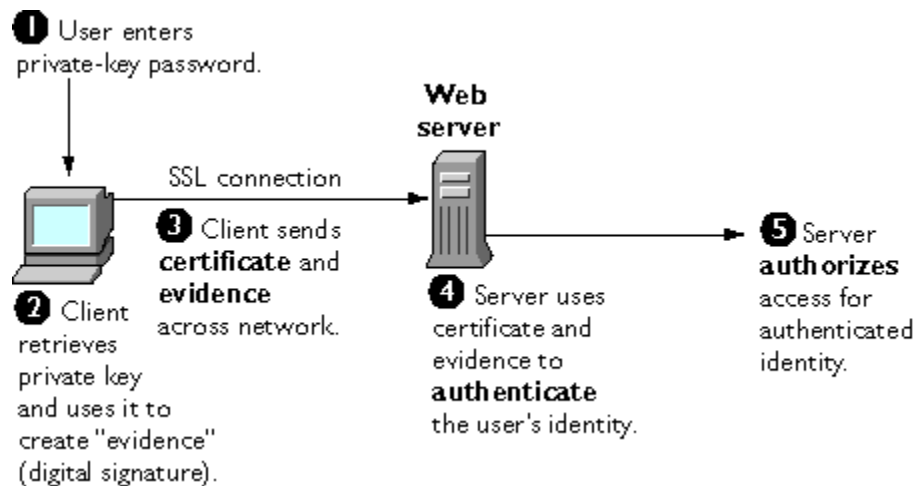 1 User enters
private-key password.
Web
server
SSL connection
3 Client sends
certificate and
evidence
across network.
2 Client
retrieves
private key
and uses it to
create "evidence"
(digital signature).
4 Server uses
certificate and
evidence to
authenticate
the user's identity.
5 Server
authorizes
access for
authenticated
identity.